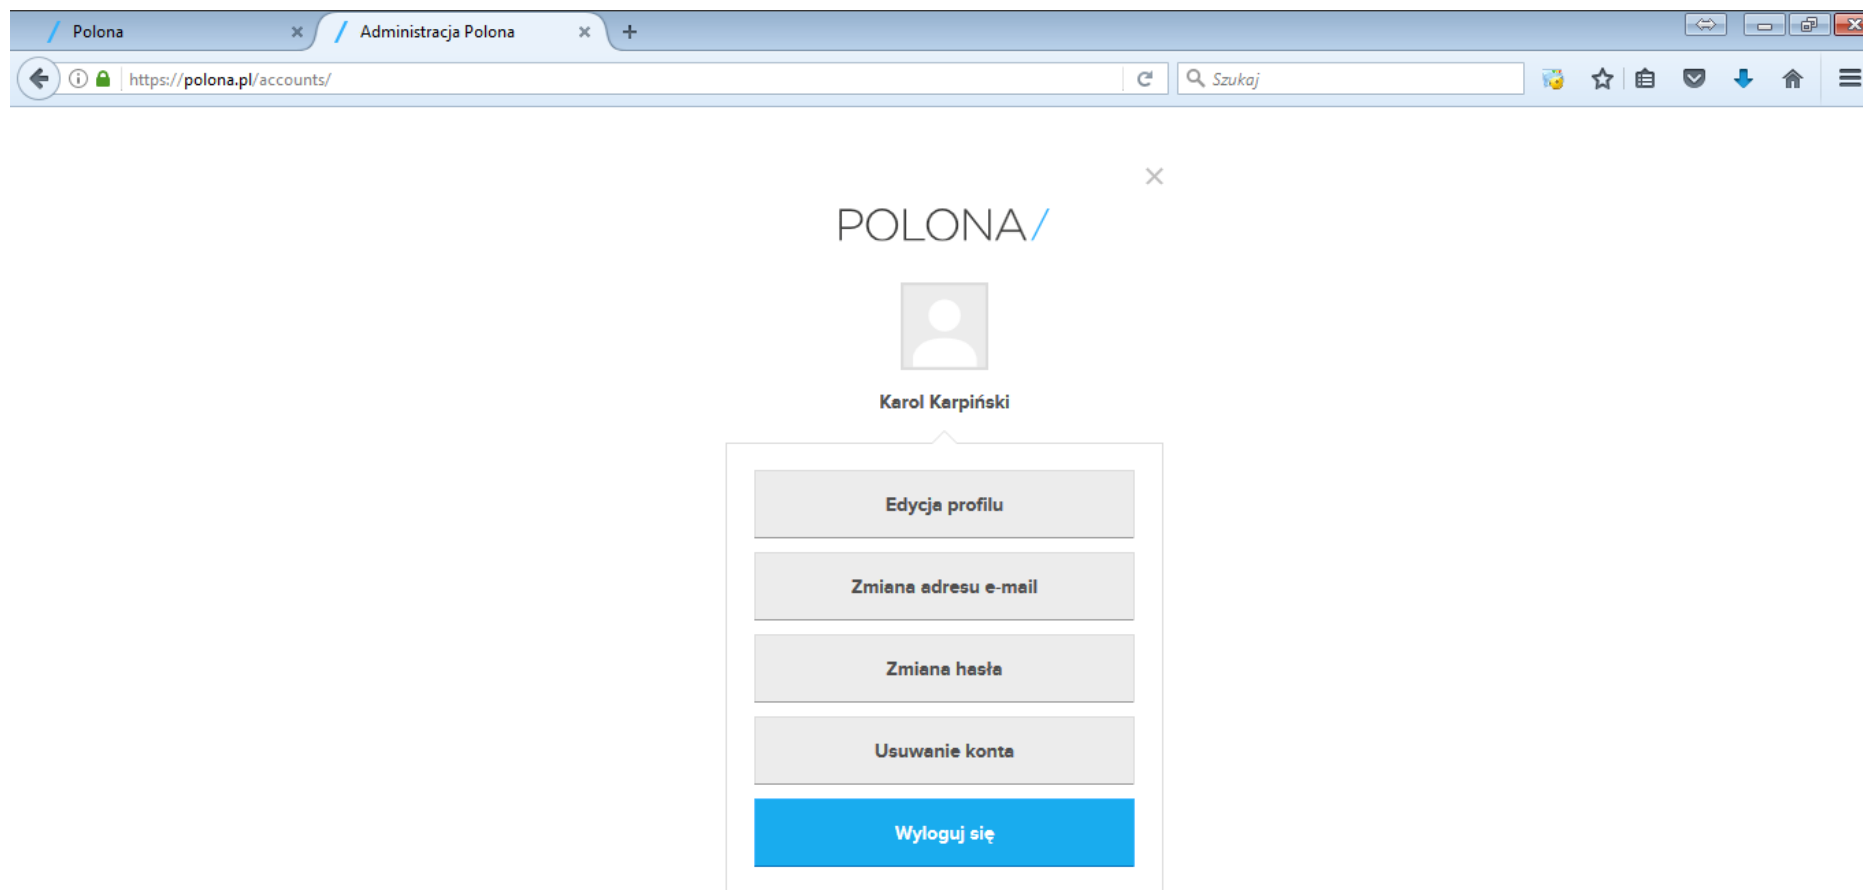 Polona
Administracja Polona
https://polona.pl/accounts/
Szukaj
POLONA/
Karol Karpiński
Edycja profilu
Zmiana adresu e-mail
Zmiana hasła
Usuwanie konta
Wyloguj się